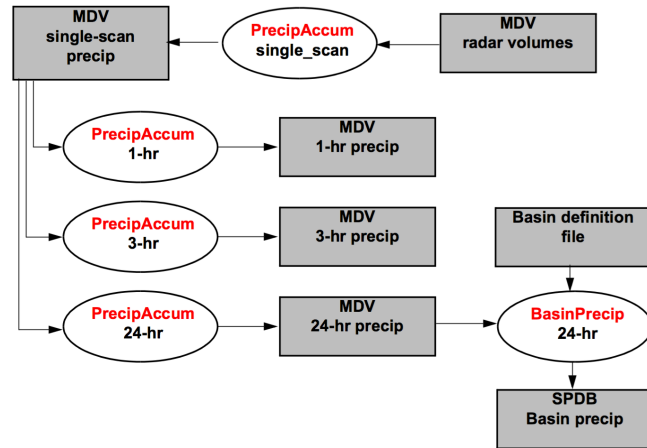 MDV
single-scan
precip
PrecipAccum
single_scan
MDV
radar volumes
PrecipAccum
1-hr
MDV
1-hr precip
PrecipAccum
3-hr
MDV
3-hr precip
Basin definition
file
PrecipAccum
24-hr
MDV
24-hr precip
BasinPrecip
24-hr
SPDB
Basin precip